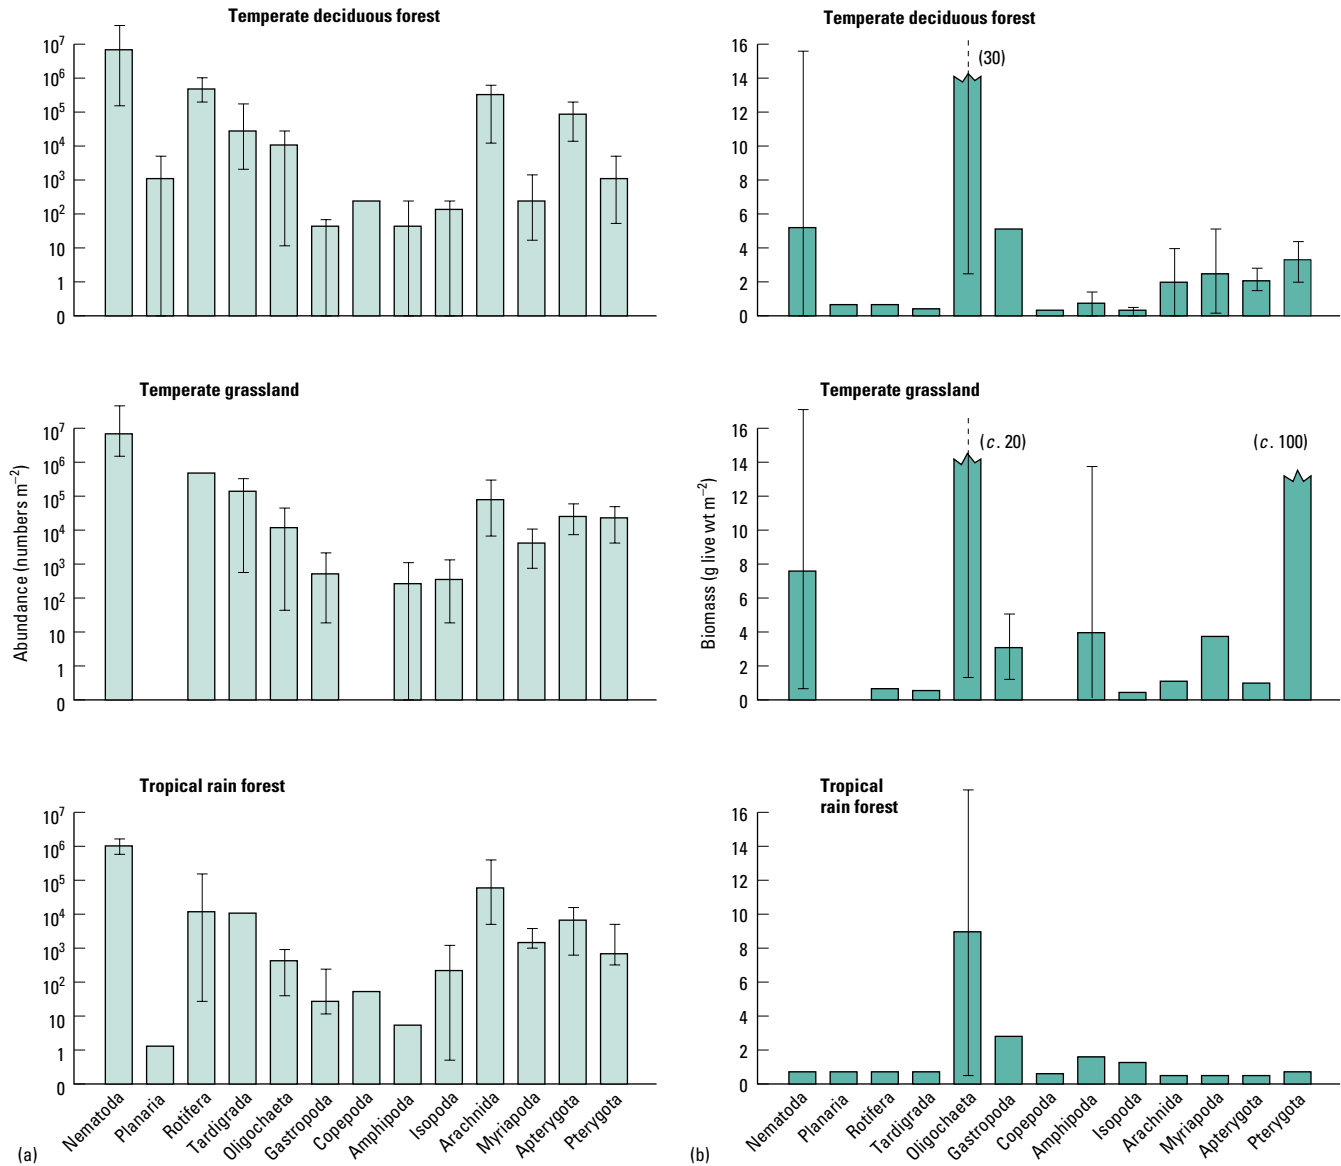 Temperate deciduous forest
10⁷
10⁶
10⁵
10⁴
10³
10²
10
1
0
Temperate deciduous forest
16
14
12
10
8
6
4
2
0
(30)
Temperate grassland
10⁷
10⁶
10⁵
10⁴
10³
10²
10
1
0
Abundance (numbers m⁻²)
Temperate grassland
16
14
12
10
8
6
4
2
0
(c. 20)
(c. 100)
Biomass (g live wt m⁻²)
Tropical rain forest
10⁷
10⁶
10⁵
10⁴
10³
10²
10
1
0
Tropical
rain forest
16
14
12
10
8
6
4
2
0
(a)
Nematoda
Planaria
Rotifera
Tardigrada
Oligochaeta
Gastropoda
Copepoda
Amphipoda
Isopoda
Arachnida
Myriapoda
Apterygota
Pterygota
(b)
Nematoda
Planaria
Rotifera
Tardigrada
Oligochaeta
Gastropoda
Copepoda
Amphipoda
Isopoda
Arachnida
Myriapoda
Apterygota
Pterygota